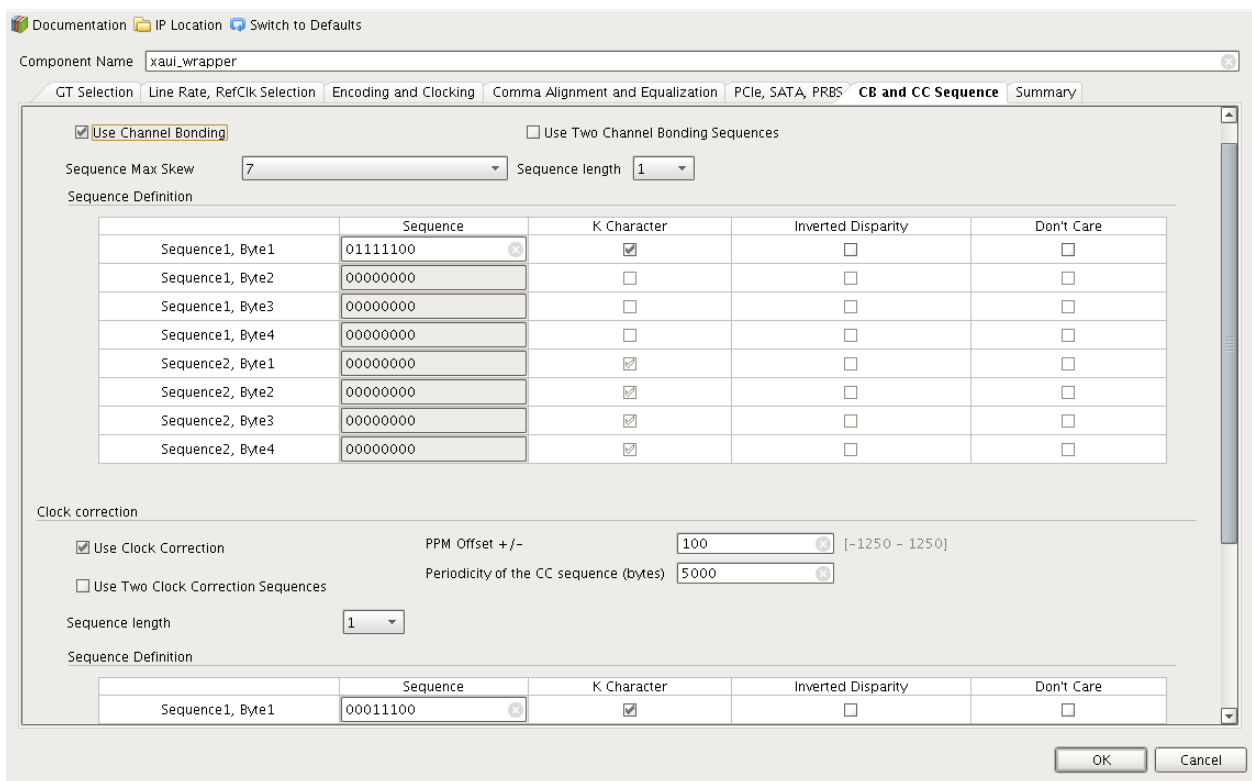 Documentation IP Location Switch to Defaults
Component Name xaui_wrapper
GT Selection Line Rate, RefClk Selection Encoding and Clocking Comma Alignment and Equalization PCIe, SATA, PRBS CB and CC Sequence Summary
Use Channel Bonding Use Two Channel Bonding Sequences
Sequence Max Skew 7 Sequence length 1
Sequence Definition
Sequence K Character Inverted Disparity Don't Care
Sequence1, Byte1 01111100
Sequence1, Byte2 00000000
Sequence1, Byte3 00000000
Sequence1, Byte4 00000000
Sequence2, Byte1 00000000
Sequence2, Byte2 00000000
Sequence2, Byte3 00000000
Sequence2, Byte4 00000000
Clock correction
Use Clock Correction PPM Offset +/- 100 [-1250 - 1250]
Periodicity of the CC sequence (bytes) 5000
Use Two Clock Correction Sequences
Sequence length 1
Sequence Definition
Sequence K Character Inverted Disparity Don't Care
Sequence1, Byte1 00011100
OK Cancel